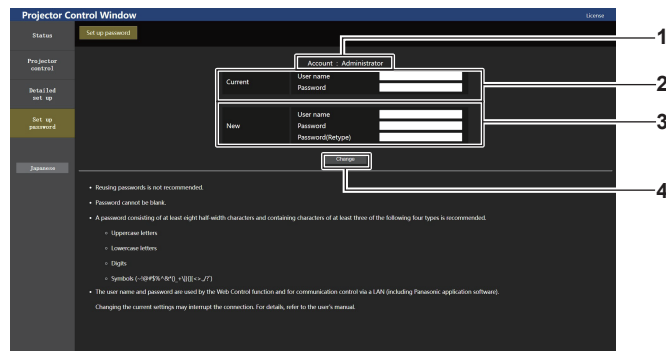 Projector Control Window
License
Status
Set up password
1
Projector
control
Account : Administrator
Current
User name
Password
2
Detailed
set up
New
User name
Password
Password(Retype)
3
Set up
password
Change
4
Japanese
• Reusing passwords is not recommended.
• Password cannot be blank.
• A password consisting of at least eight half-width characters and containing characters of at least three of the following four types is recommended.
◦ Uppercase letters
◦ Lowercase letters
◦ Digits
◦ Symbols
• The user name and password are used by the Web Control function and for communication control via a LAN (including Panasonic application software).
Changing the current settings may interrupt the connection. For details, refer to the user's manual.